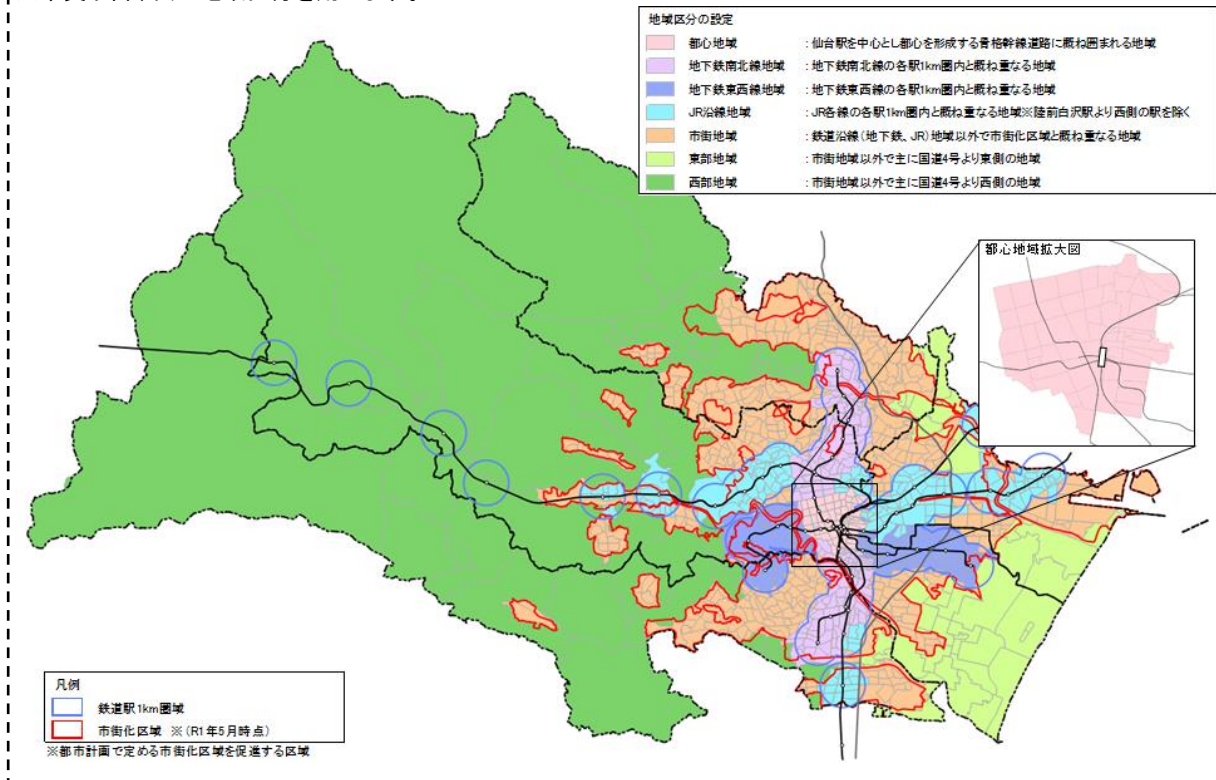 地域区分の設定
都心地域 :仙台駅を中心とし都心を形成する骨格幹線道路に概ね囲まれる地域
地下鉄南北線地域 :地下鉄南北線の各駅1km圏内と概ね重なる地域
地下鉄東西線地域 :地下鉄東西線の各駅1km圏内と概ね重なる地域
JR沿線地域 :JR各線の各駅1km圏内と概ね重なる地域※陸前白沢駅より西側の駅を除く
市街地域 :鉄道沿線(地下鉄、JR)地域以外で市街化区域と概ね重なる地域
東部地域 :市街地域以外で主に国道4号より東側の地域
西部地域 :市街地域以外で主に国道4号より西側の地域
都心地域拡大図
凡例
鉄道駅1km圏域
市街化区域 ※(R1年5月時点)
※都市計画で定める市街化区域を促進する区域